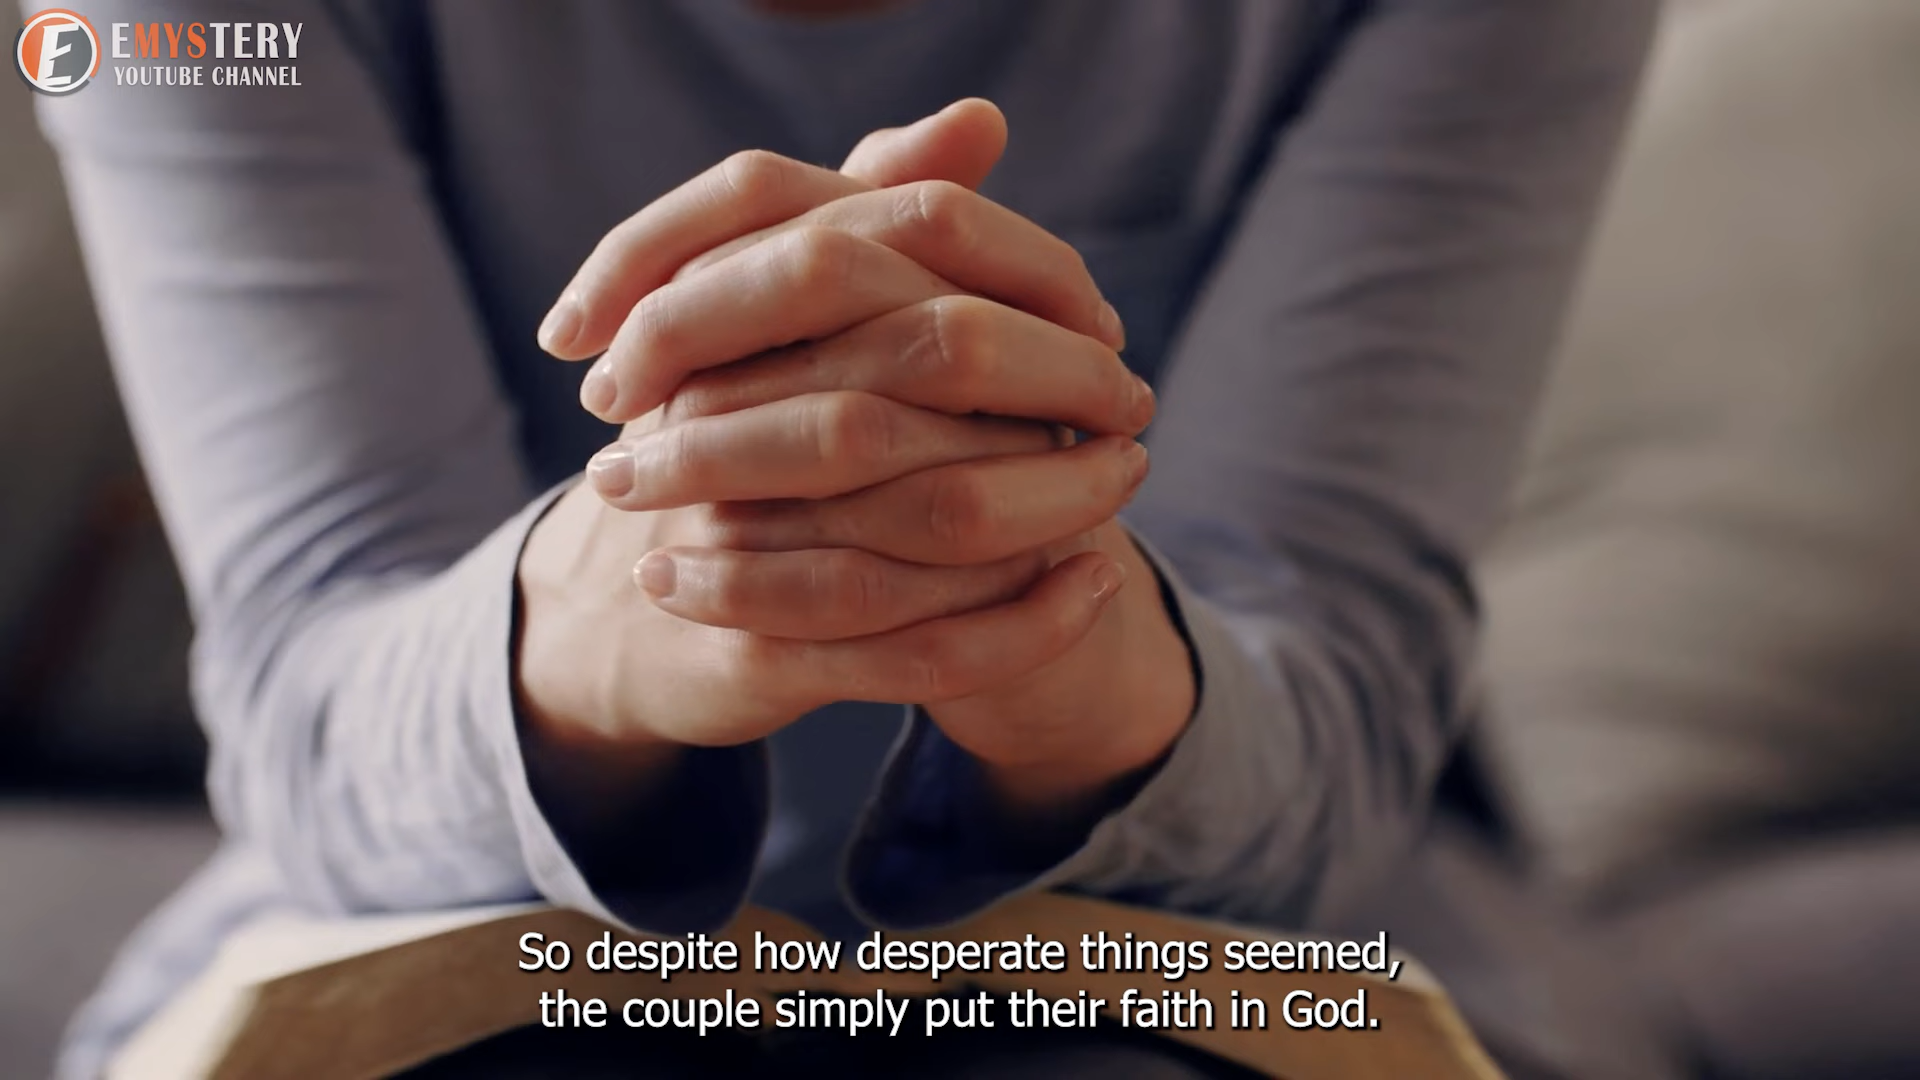 EMYSTERY
YOUTUBE CHANNEL
So despite how desperate things seemed,
the couple simply put their faith in God.